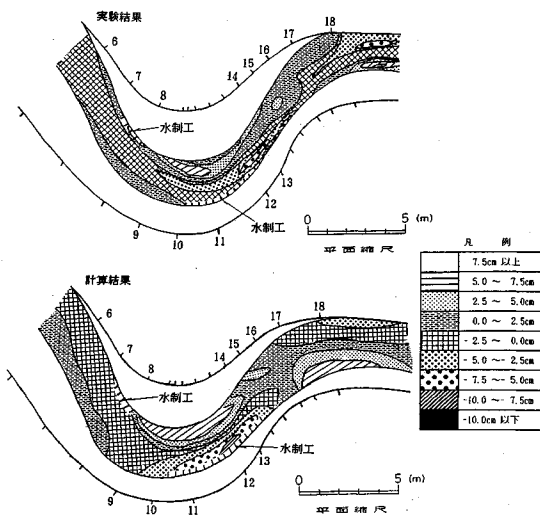 実験結果
6
7
8
14
15
16
17
18
水制工
水制工
9
10
11
12
13
0 5 (m)
平面縮尺
計算結果
6
7
8
14
15
16
17
18
水制工
水制工
9
10
11
12
13
0 5 (m)
平面縮尺
凡 例
7.5cm 以上
5.0 ～ 7.5cm
2.5 ～ 5.0cm
0.0 ～ 2.5cm
- 2.5 ～ 0.0cm
- 5.0 ～ - 2.5cm
- 7.5 ～ - 5.0cm
-10.0 ～ - 7.5cm
-10.0cm 以下